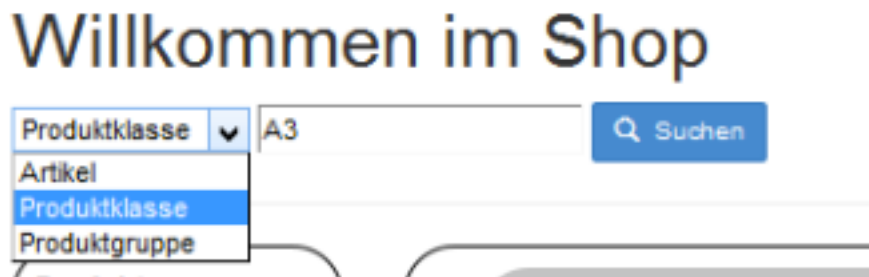 Willkommen im Shop
Produktklasse A3 Suchen
Artikel
Produktklasse
Produktgruppe